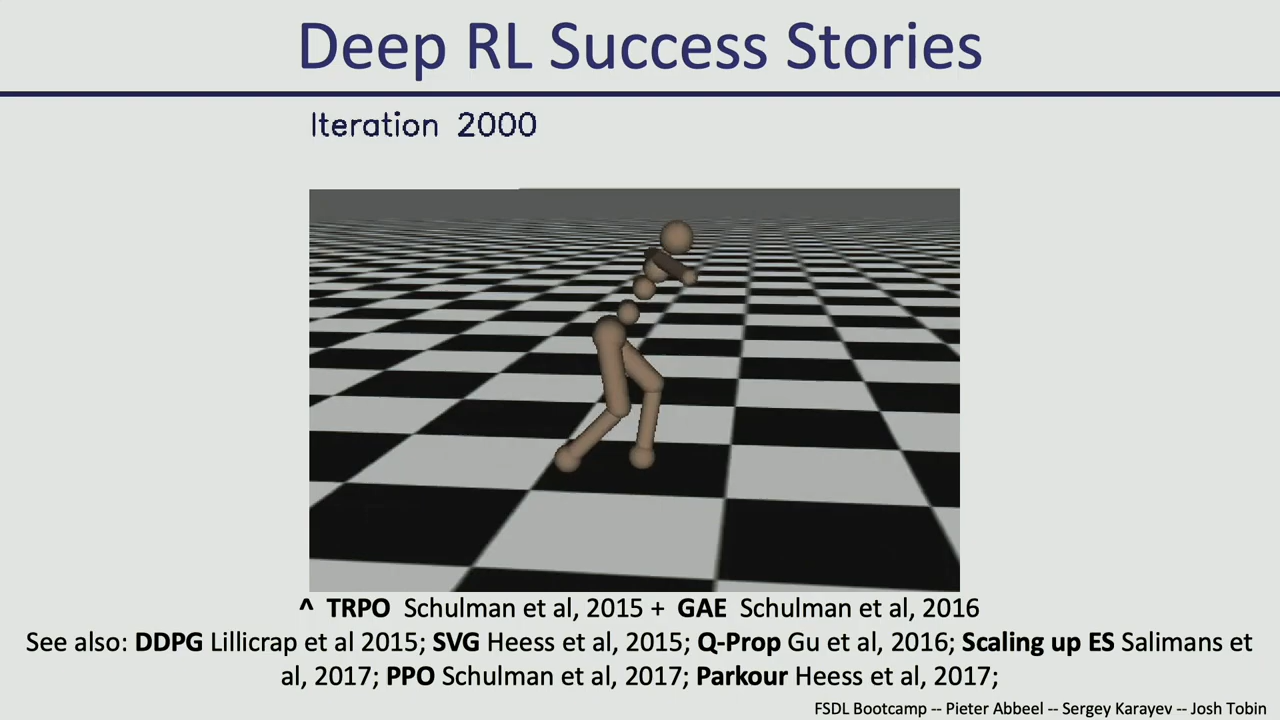 Deep RL Success Stories
Iteration 2000
^ TRPO Schulman et al, 2015 + GAE Schulman et al, 2016
See also: DDPG Lillicrap et al 2015; SVG Heess et al, 2015; Q-Prop Gu et al, 2016; Scaling up ES Salimans et
al, 2017; PPO Schulman et al, 2017; Parkour Heess et al, 2017;
FSDL Bootcamp -- Pieter Abbeel -- Sergey Karayev -- Josh Tobin